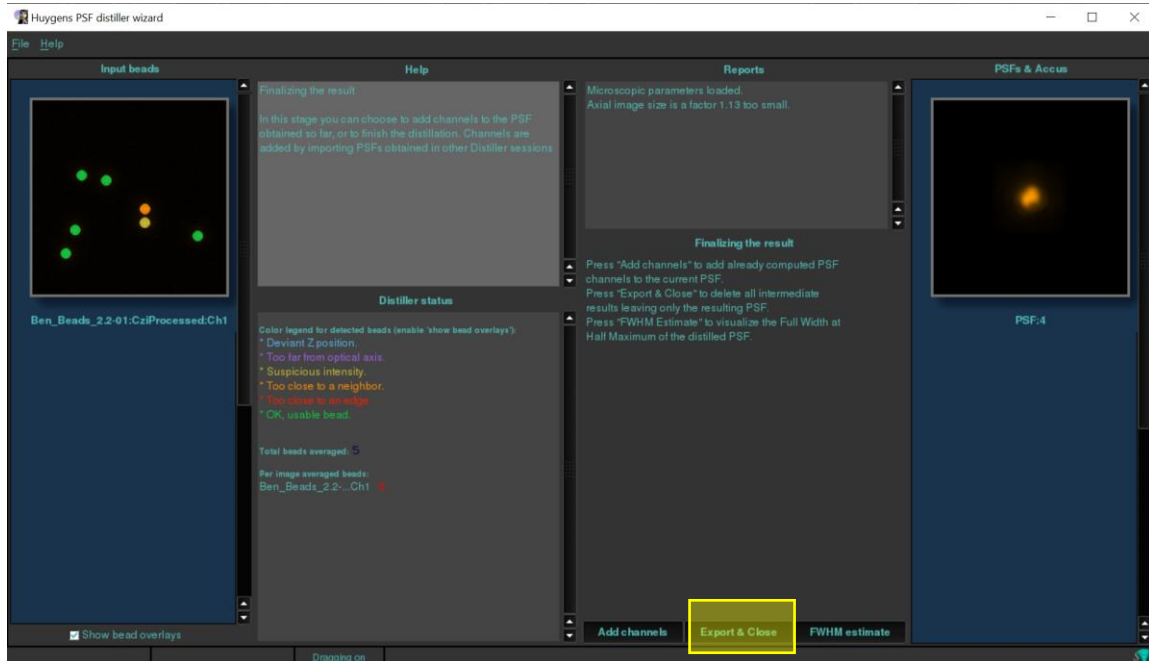 Huygens PSF distiller wizard
File Help
Input beads
Ben_Beads_2.2-01:CziProcessed:Ch1
Show bead overlays
Help
Finalizing the result
In this stage you can choose to add channels to the PSF
obtained so far, or to finish the distillation. Channels are
added by importing PSFs obtained in other Distiller sessions
Distiller status
Color legend for detected beads (enable 'show bead overlays'):
* Deviant Z position.
* Too far from optical axis.
* Suspicious intensity.
* Too close to a neighbor.
* Too close to an edge.
* OK, usable bead.
Total beads averaged: 5
Per image averaged beads:
Ben_Beads_2.2-...Ch1
Reports
Microscopic parameters loaded.
Axial image size is a factor 1.13 too small.
Finalizing the result
Press "Add channels" to add already computed PSF
channels to the current PSF.
Press "Export & Close" to delete all intermediate
results leaving only the resulting PSF.
Press "FWHM Estimate" to visualize the Full Width at
Half Maximum of the distilled PSF.
Add channels Export & Close FWHM estimate
PSFs & Accus
PSF:4
Dragging on